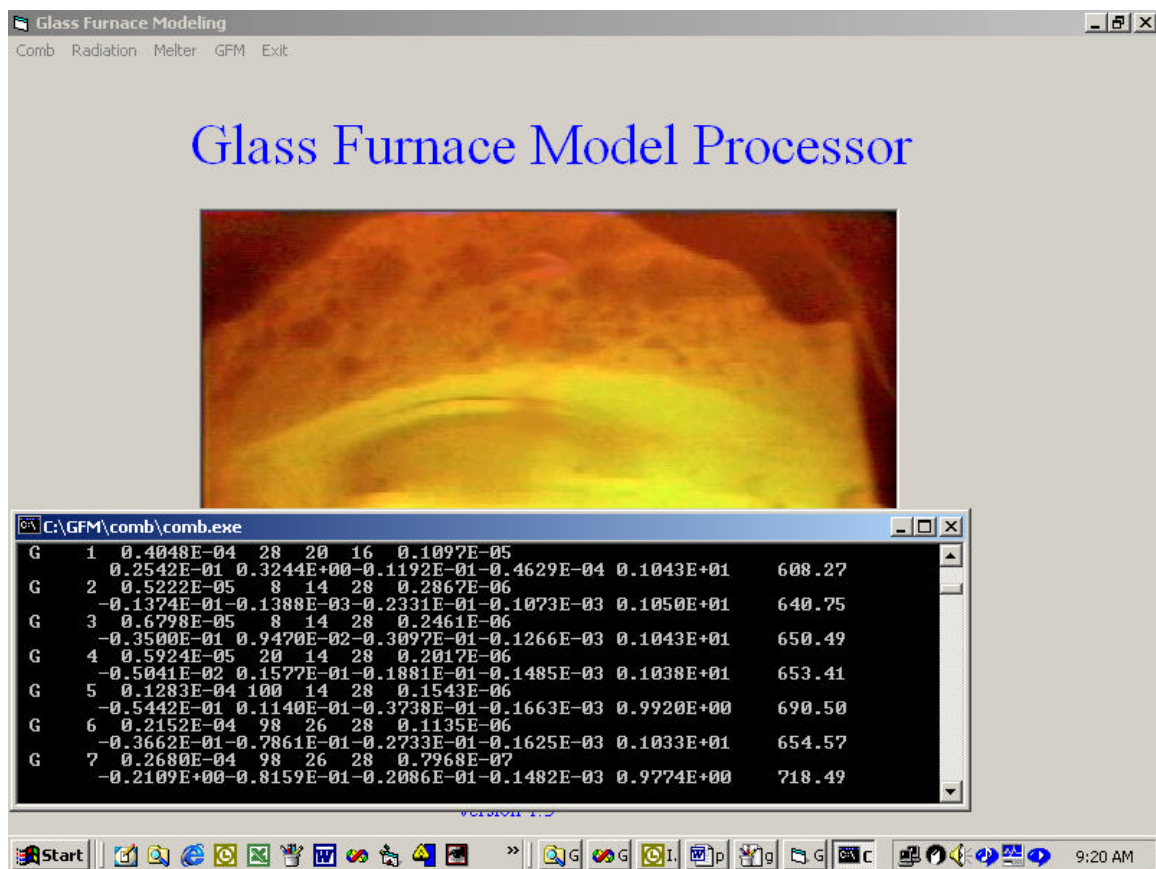 Glass Furnace Modeling
Comb Radiation Melter GFM Exit
Glass Furnace Model Processor
C:\GFM\comb\comb.exe
G 1 0.4048E-04 28 20 16 0.1097E-05
0.2542E-01 0.3244E+00-0.1192E-01-0.4629E-04 0.1043E+01 608.27
G 2 0.5222E-05 8 14 28 0.2867E-06
-0.1374E-01-0.1388E-03-0.2331E-01-0.1073E-03 0.1050E+01 640.75
G 3 0.6798E-05 8 14 28 0.2461E-06
-0.3500E-01 0.9470E-02-0.3097E-01-0.1266E-03 0.1043E+01 650.49
G 4 0.5924E-05 20 14 28 0.2017E-06
-0.5041E-02 0.1577E-01-0.1881E-01-0.1485E-03 0.1038E+01 653.41
G 5 0.1283E-04 100 14 28 0.1543E-06
-0.5442E-01 0.1140E-01-0.3738E-01-0.1663E-03 0.9920E+00 690.50
G 6 0.2152E-04 98 26 28 0.1135E-06
-0.3662E-01-0.7861E-01-0.2733E-01-0.1625E-03 0.1033E+01 654.57
G 7 0.2680E-04 98 26 28 0.7968E-07
-0.2109E+00-0.8159E-01-0.2086E-01-0.1482E-03 0.9774E+00 718.49
Start » G G I. p g G C 9:20 AM